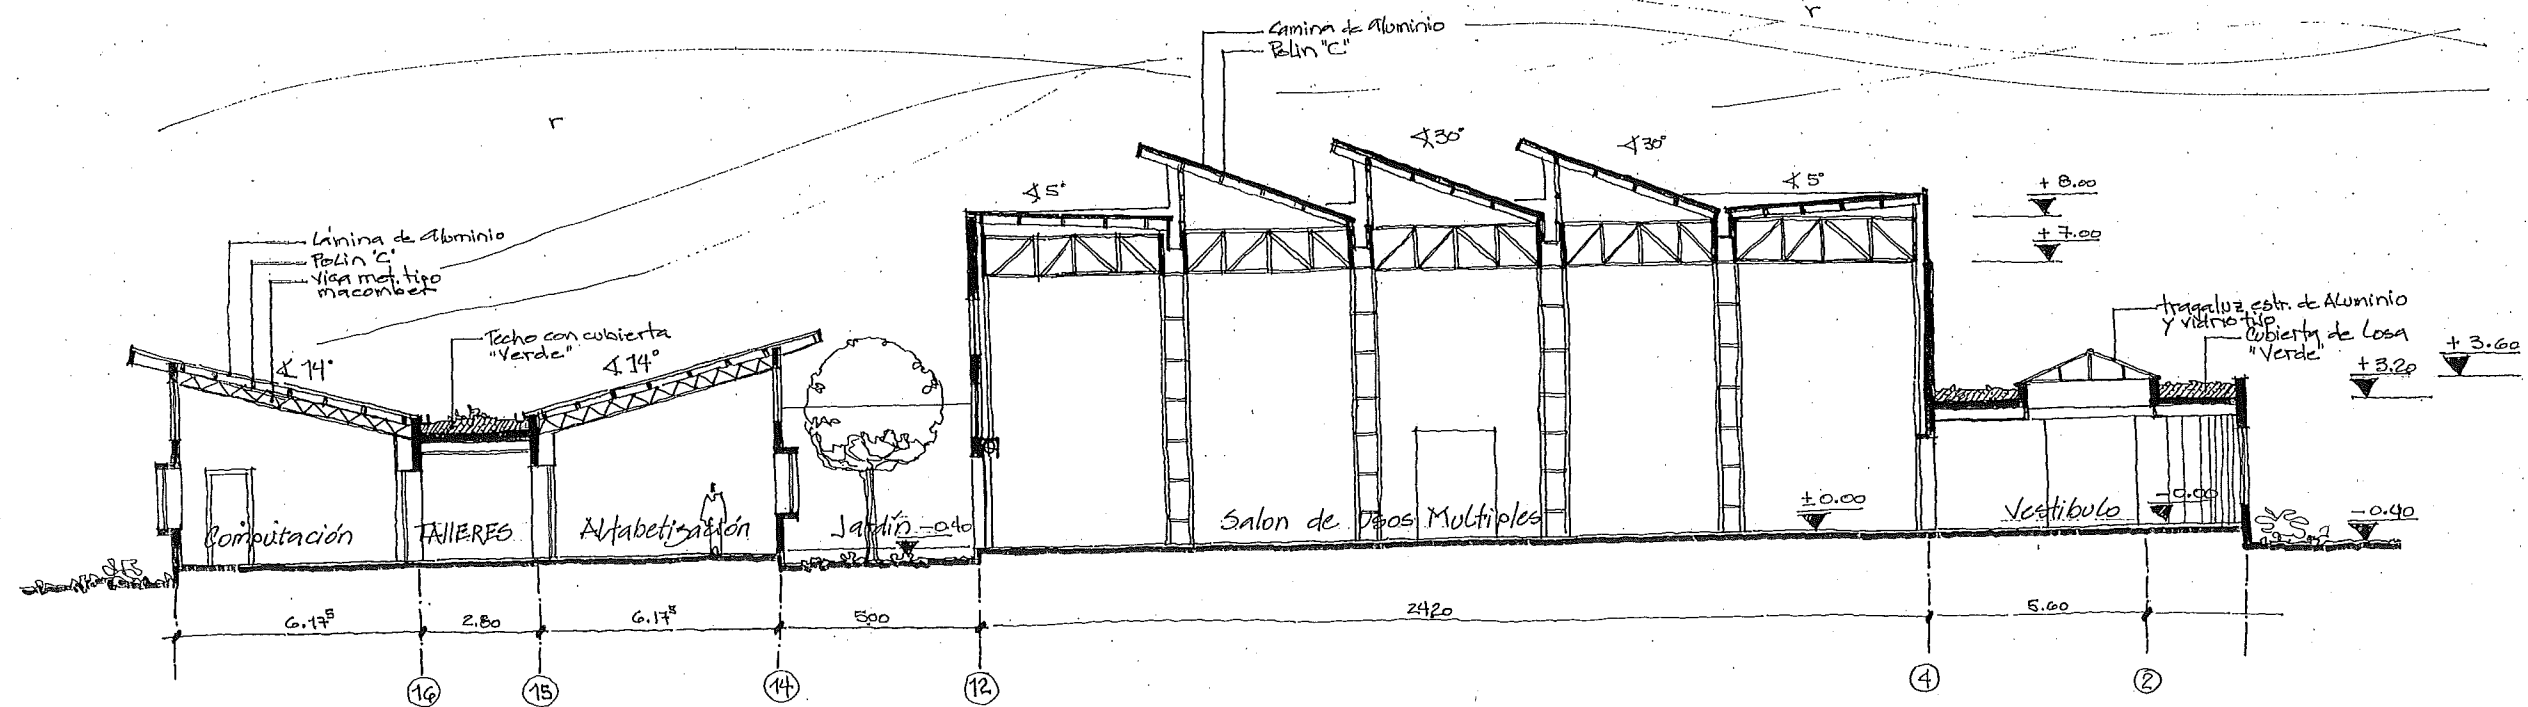 r
Lamina de aluminio
Polin "C"
∡30°
∡30°
r
∡5°
∡5°
+ 8.00
+ 7.00
Lámina de aluminio
Polin "C"
Viga met. tipo
macomber
Techo con cubierta
"Verde"
∡14°
∡14°
tragaluz estr. de Aluminio
y vidrio tipo
Cubierta de Losa
"Verde"
+ 3.60
+3.20
Computación
TALLERES
Alfabetización
Jardín
-0.40
Salon de Usos Multiples
±0.00
Vestibulo
-0.00
-0.40
6.17⁵
2.80
6.17⁵
500
2420
5.60
16
15
14
12
4
2